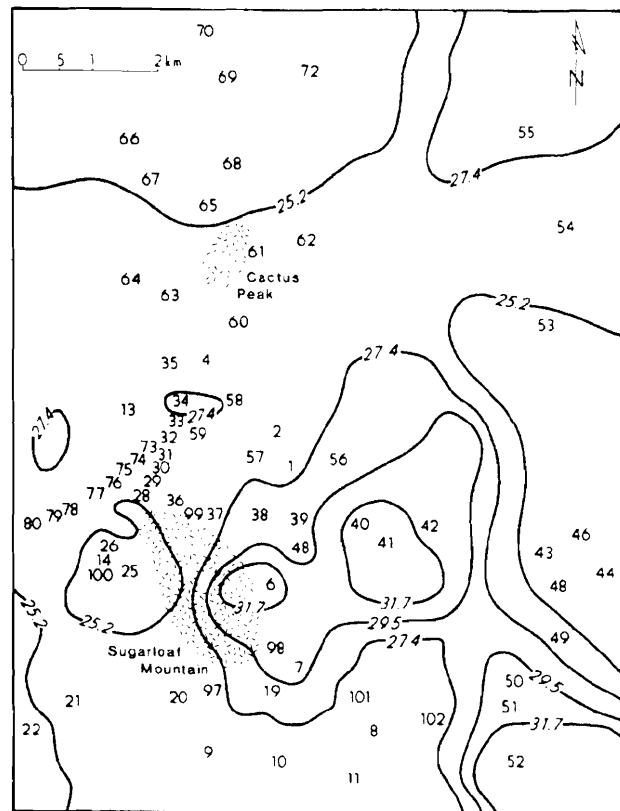 70
0 5 1 2 km
69 72
N
66 55
67 68 27.4
65 25.2
54
61 62
64 Cactus
63 Peak 25.2
60 53
35 4 27.4
34 58
13 27.4
27.4 33
32 59 2
73 31 57 56
74 30 1
75 29
76 28
77 36
78 99 37 38 39 40 42
79 80
26 48 41 43 46
14
100 25 6 48 44
31.7 31.7
25.2 25.2 29.5
98 27.4 49
Sugarloaf
Mountain 7
97 19 101 50 29.5
21 20 51
22 8 102 31.7
9 10 52
11